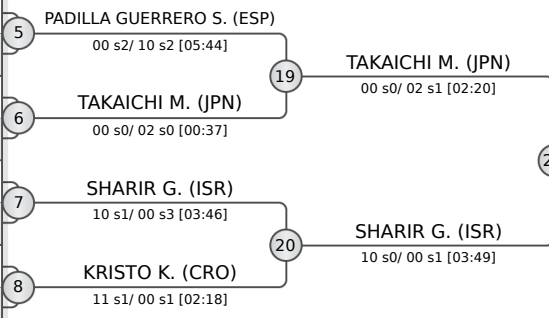 5
PADILLA GUERRERO S. (ESP)
00 s2/ 10 s2 [05:44]
19
TAKAICHI M. (JPN)
00 s0/ 02 s1 [02:20]
6
TAKAICHI M. (JPN)
00 s0/ 02 s0 [00:37]
7
SHARIR G. (ISR)
10 s1/ 00 s3 [03:46]
20
SHARIR G. (ISR)
10 s0/ 00 s1 [03:49]
8
KRISTO K. (CRO)
11 s1/ 00 s1 [02:18]